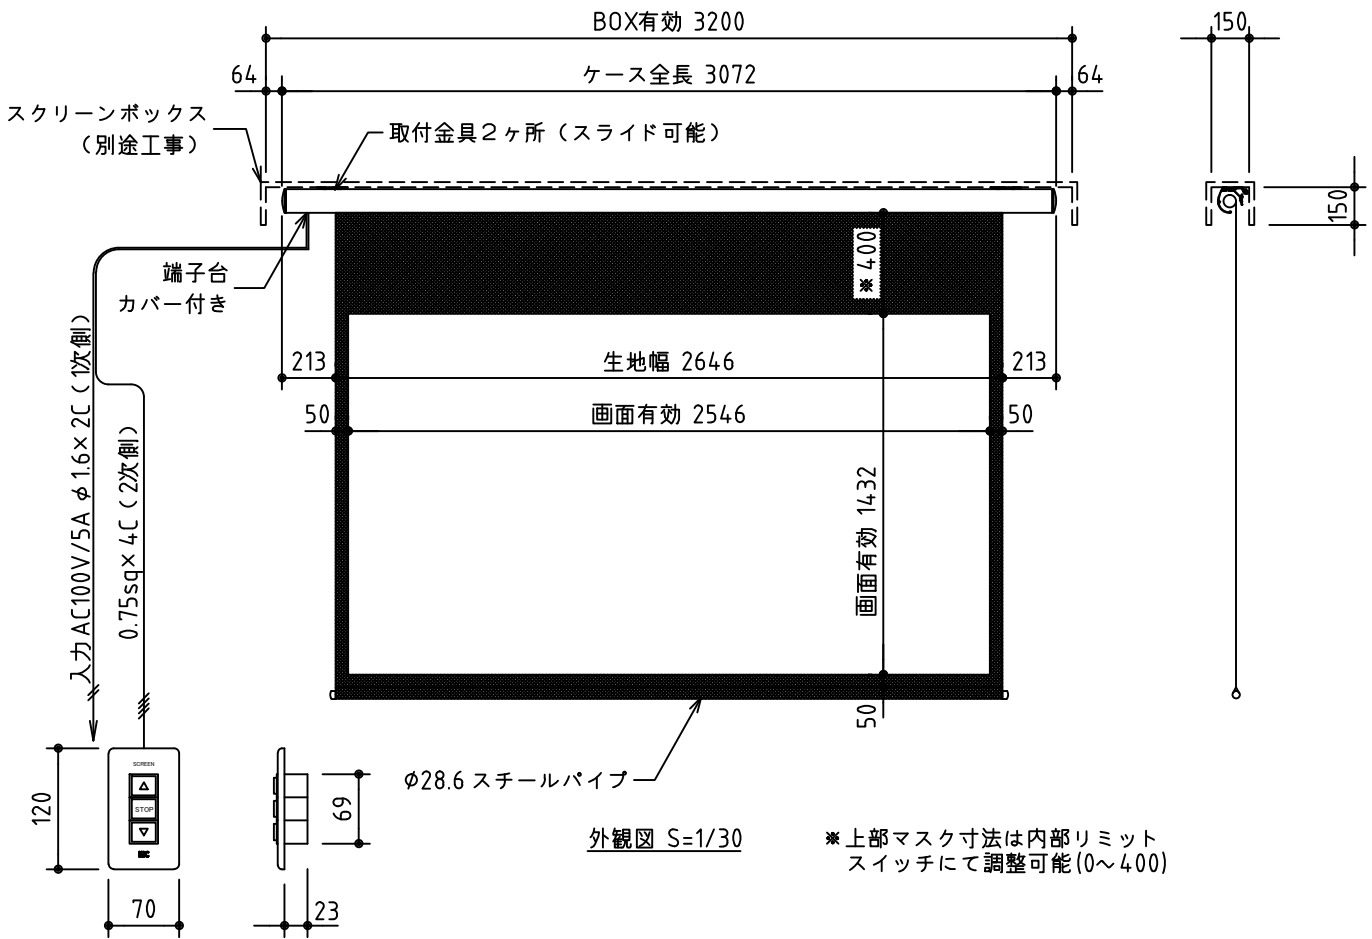 BOX有効 3200
150
64
ケース全長 3072
64
スクリーンボックス
（別途工事）
取付金具２ヶ所（スライド可能）
150
※400
端子台
カバー付き
213
生地幅 2646
213
50
画面有効 2546
50
入力AC100V/5A φ1.6×2C（1次側）
0.75sq×4C（2次側）
画面有効 1432
50
SCREEN
STOP
120
69
φ28.6 スチールパイプ
外観図 S=1/30
※上部マスク寸法は内部リミット
スイッチにて調整可能(0～400)
70
23